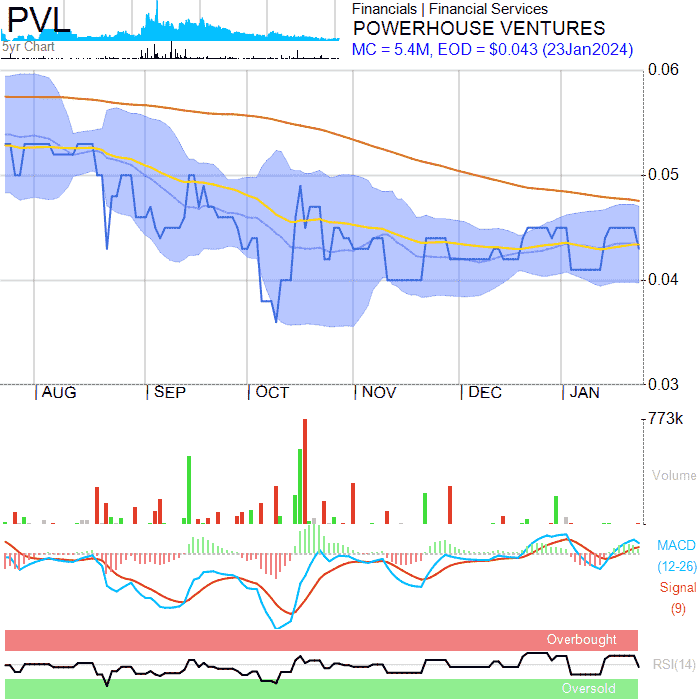 PVL
5yr Chart
Financials | Financial Services
POWERHOUSE VENTURES
MC = 5.4M, EOD = $0.043 (23Jan2024)
0.06
0.05
0.04
0.03
AUG SEP OCT NOV DEC JAN
773k
Volume
MACD
(12-26)
Signal
(9)
Overbought
RSI(14)
Oversold